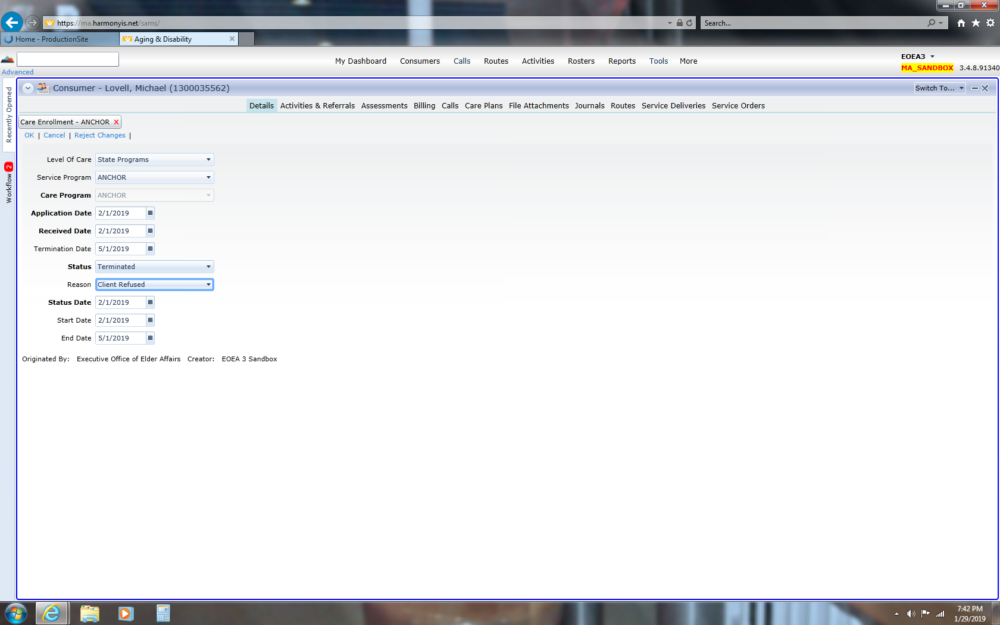 https://ma.harmonyis.net/sams/
Search...
Home - ProductionSite
Aging & Disability
My Dashboard Consumers Calls Routes Activities Rosters Reports Tools More
EOEA3
Advanced
MA_SANDBOX 3.4.8.91340
Recently Opened
Workflow 2
Consumer - Lovell, Michael (1300035562)
Switch To...
Details Activities & Referrals Assessments Billing Calls Care Plans File Attachments Journals Routes Service Deliveries Service Orders
Care Enrollment - ANCHOR X
OK | Cancel | Reject Changes |
Level Of Care State Programs
Service Program ANCHOR
Care Program ANCHOR
Application Date 2/1/2019
Received Date 2/1/2019
Termination Date 5/1/2019
Status Terminated
Reason Client Refused
Status Date 2/1/2019
Start Date 2/1/2019
End Date 5/1/2019
Originated By: Executive Office of Elder Affairs Creator: EOEA 3 Sandbox
7:42 PM
1/29/2019